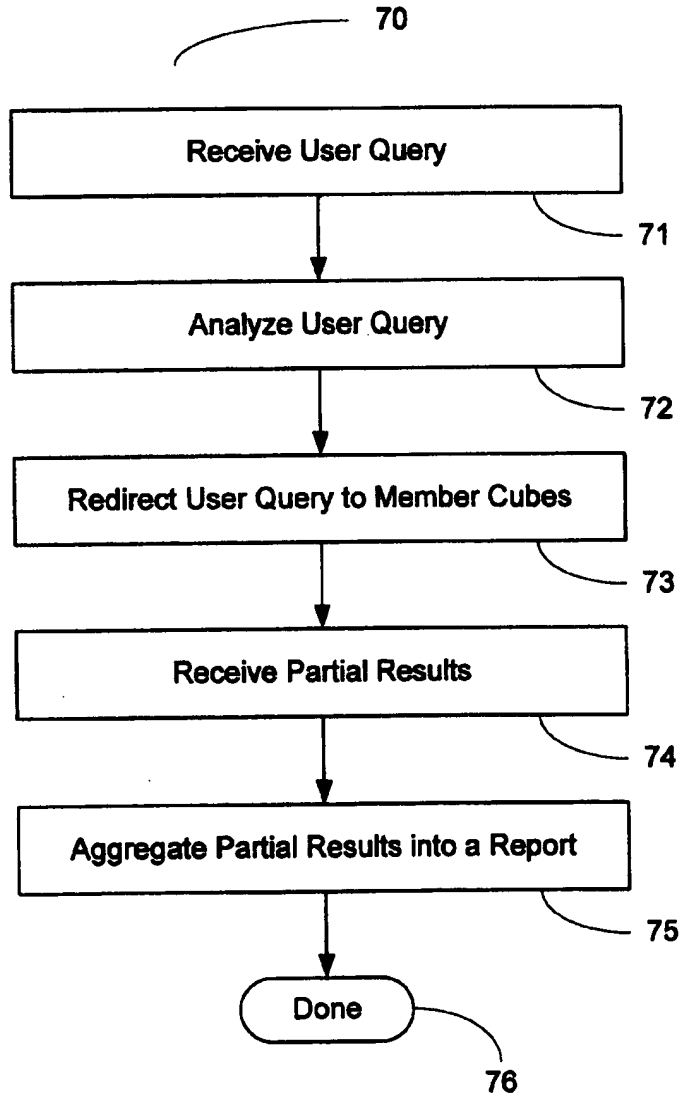 70
Receive User Query
71
Analyze User Query
72
Redirect User Query to Member Cubes
73
Receive Partial Results
74
Aggregate Partial Results into a Report
75
Done
76